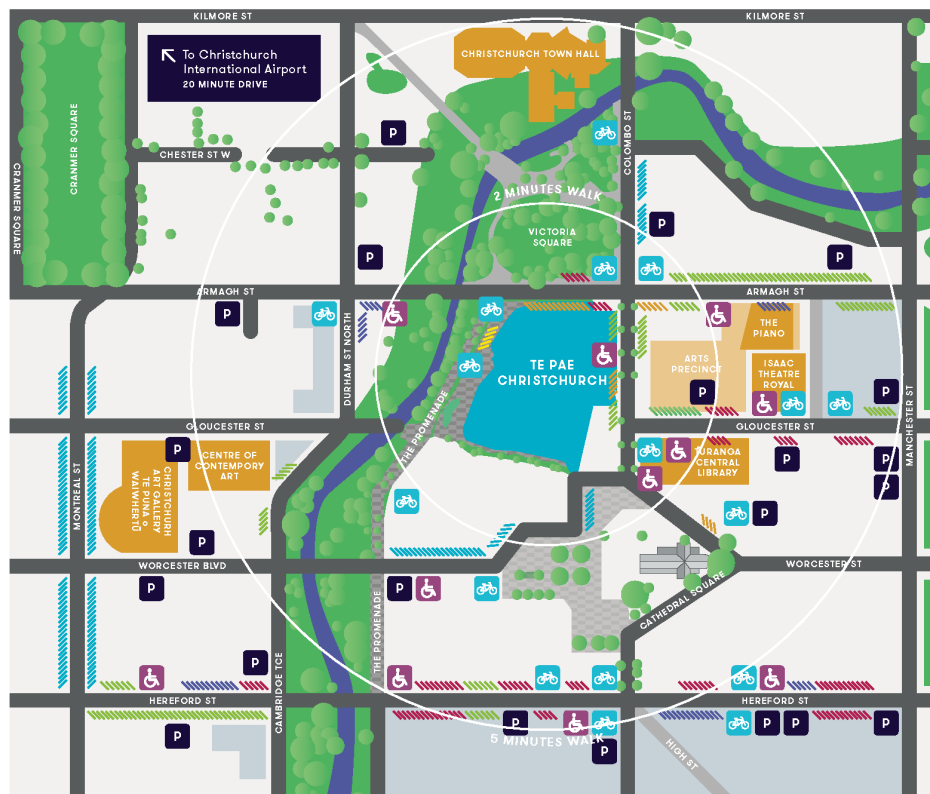 KILMORE ST
KILMORE ST
To Christchurch
International Airport
20 MINUTE DRIVE
CHRISTCHURCH TOWN HALL
CRANMER SQUARE
CRANMER SQUARE
P
CHESTER ST W
COLOMBO ST
2 MINUTES WALK
VICTORIA
SQUARE
P
P
P
ARMAGH ST
ARMAGH ST
P
DURHAM ST NORTH
THE
PIANO
TE PAE
CHRISTCHURCH
ARTS
PRECINCT
ISAAC
THEATRE
ROYAL
P
P
MANCHESTER ST
THE PROMENADE
GLOUCESTER ST
GLOUCESTER ST
P
CENTRE OF
CONTEMPORY
ART
CHRISTCHURH
ART GALLERY
TE PUNA o
WAIWHETŪ
MONTREAL ST
TURANGA
CENTRAL
LIBRARY
P
P
P
P
P
WORCESTER BLVD
WORCESTER ST
P
P
CATHEDRAL SQUARE
THE PROMENADE
P
CAMBRIDGE TCE
HEREFORD ST
HEREFORD ST
P
P
P
P
P
P
5 MINUTES WALK
HIGH ST